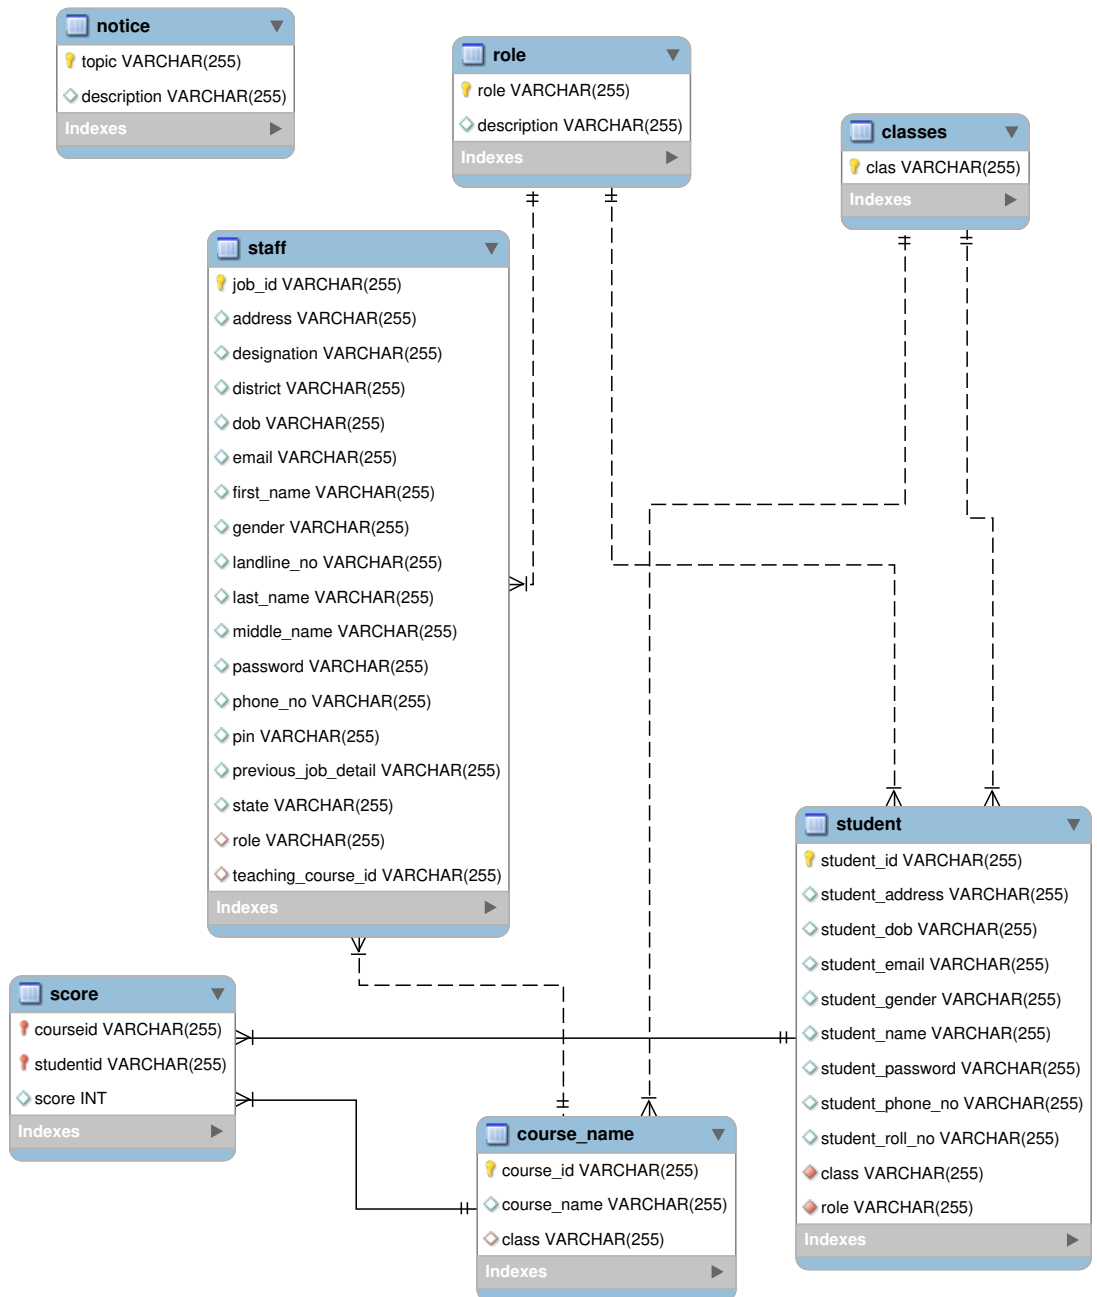 notice
topic VARCHAR(255)
description VARCHAR(255)
Indexes
role
role VARCHAR(255)
description VARCHAR(255)
Indexes
classes
clas VARCHAR(255)
Indexes
staff
job_id VARCHAR(255)
address VARCHAR(255)
designation VARCHAR(255)
district VARCHAR(255)
dob VARCHAR(255)
email VARCHAR(255)
first_name VARCHAR(255)
gender VARCHAR(255)
landline_no VARCHAR(255)
last_name VARCHAR(255)
middle_name VARCHAR(255)
password VARCHAR(255)
phone_no VARCHAR(255)
pin VARCHAR(255)
previous_job_detail VARCHAR(255)
state VARCHAR(255)
role VARCHAR(255)
teaching_course_id VARCHAR(255)
Indexes
student
student_id VARCHAR(255)
student_address VARCHAR(255)
student_dob VARCHAR(255)
student_email VARCHAR(255)
student_gender VARCHAR(255)
student_name VARCHAR(255)
student_password VARCHAR(255)
student_phone_no VARCHAR(255)
student_roll_no VARCHAR(255)
class VARCHAR(255)
role VARCHAR(255)
Indexes
score
courseid VARCHAR(255)
studentid VARCHAR(255)
score INT
Indexes
course_name
course_id VARCHAR(255)
course_name VARCHAR(255)
class VARCHAR(255)
Indexes